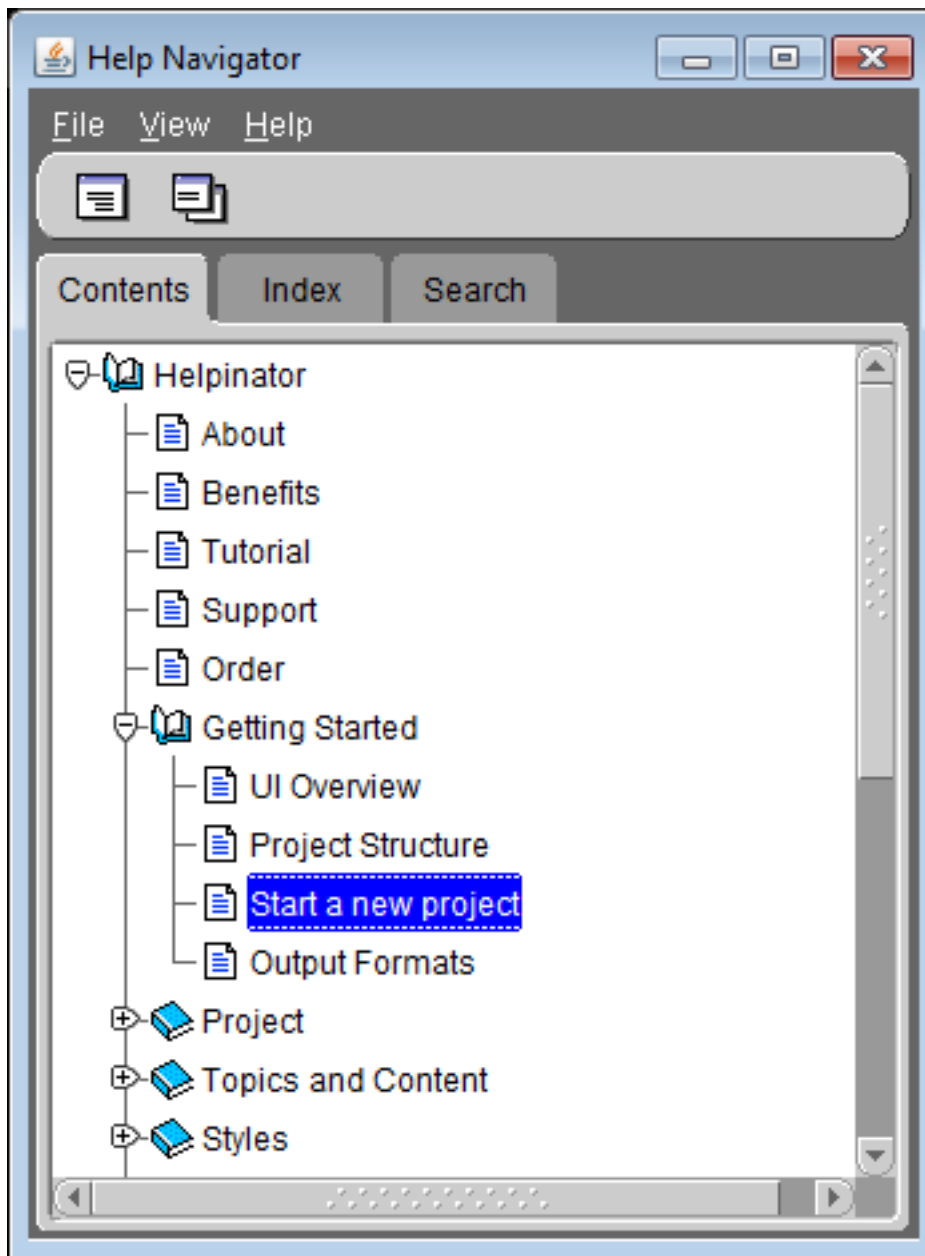 Help Navigator
File View Help
Contents Index Search
Helpinator
About
Benefits
Tutorial
Support
Order
Getting Started
UI Overview
Project Structure
Start a new project
Output Formats
Project
Topics and Content
Styles